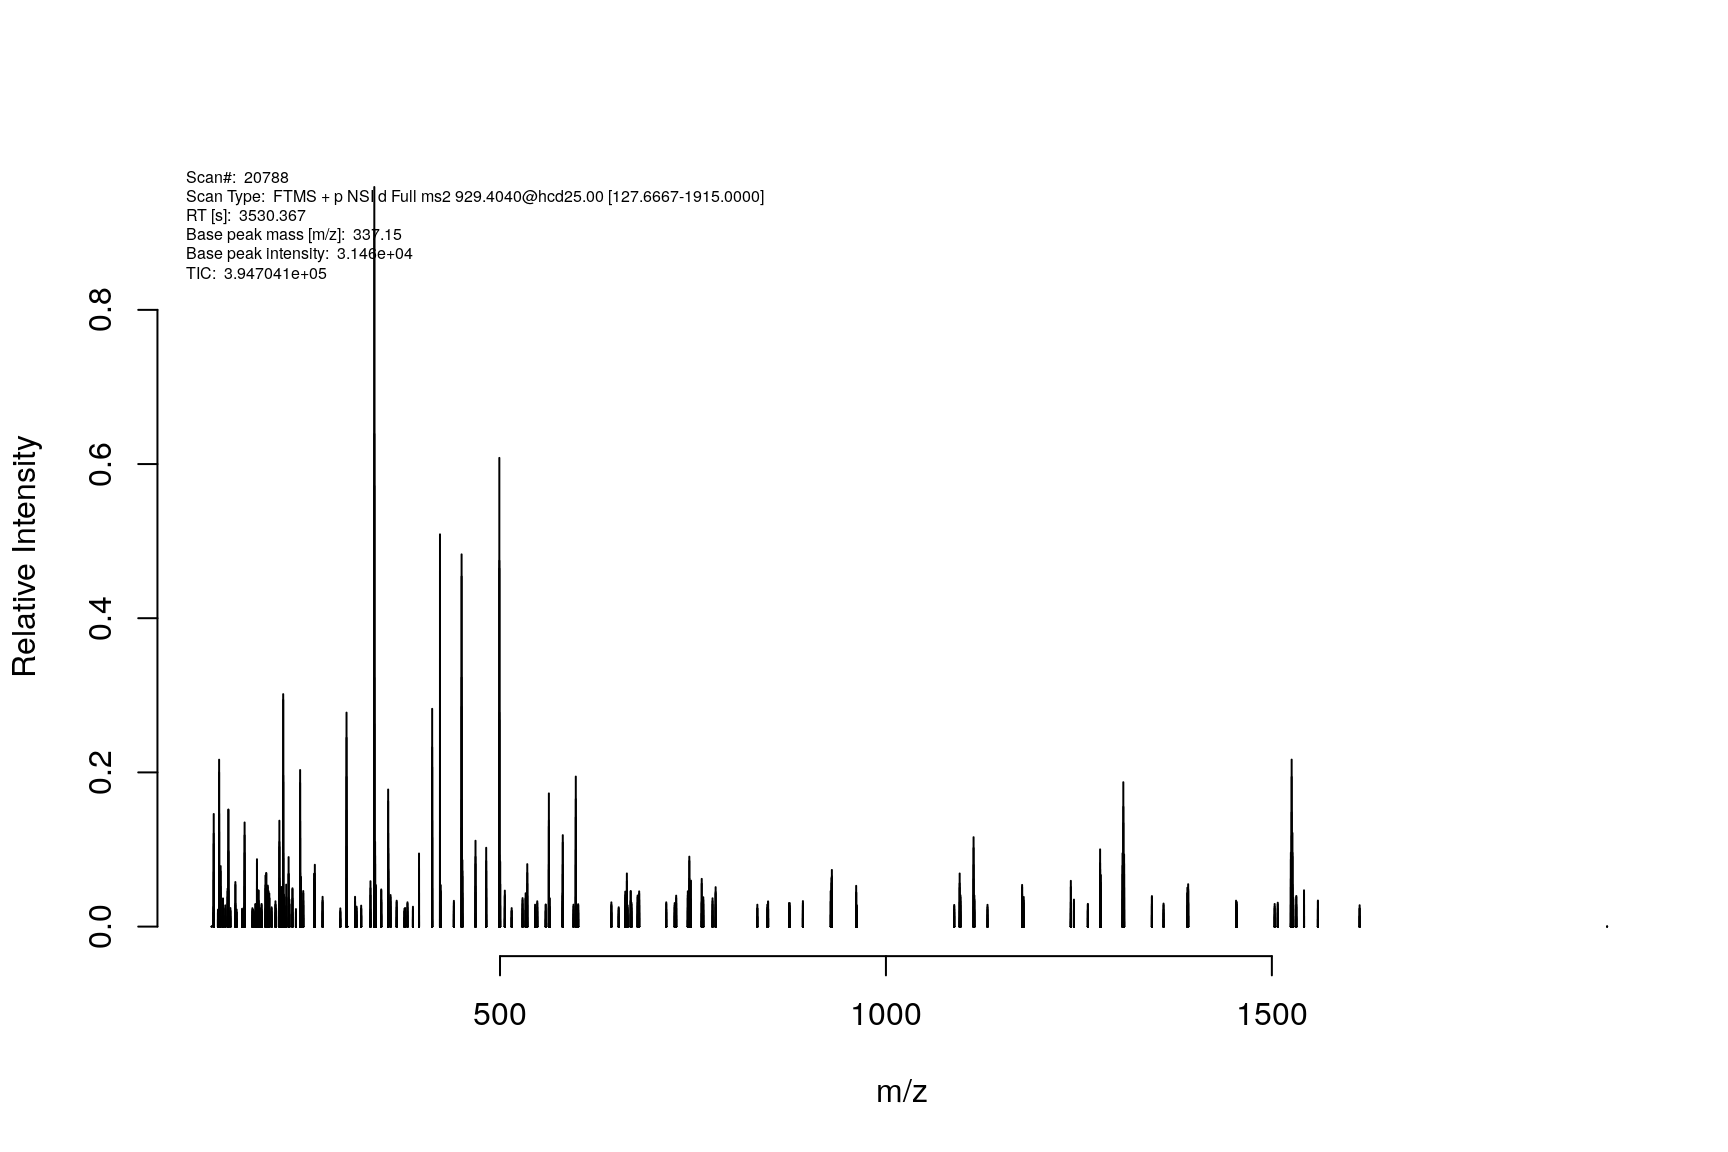 Scan#: 20788
Scan Type: FTMS + p NSI d Full ms2 929.4040@hcd25.00 [127.6667-1915.0000]
RT [s]: 3530.367
Base peak mass [m/z]: 337.15
Base peak intensity: 3.146e+04
TIC: 3.947041e+05
0.8
0.6
0.4
0.2
0.0
Relative Intensity
500 1000 1500
m/z